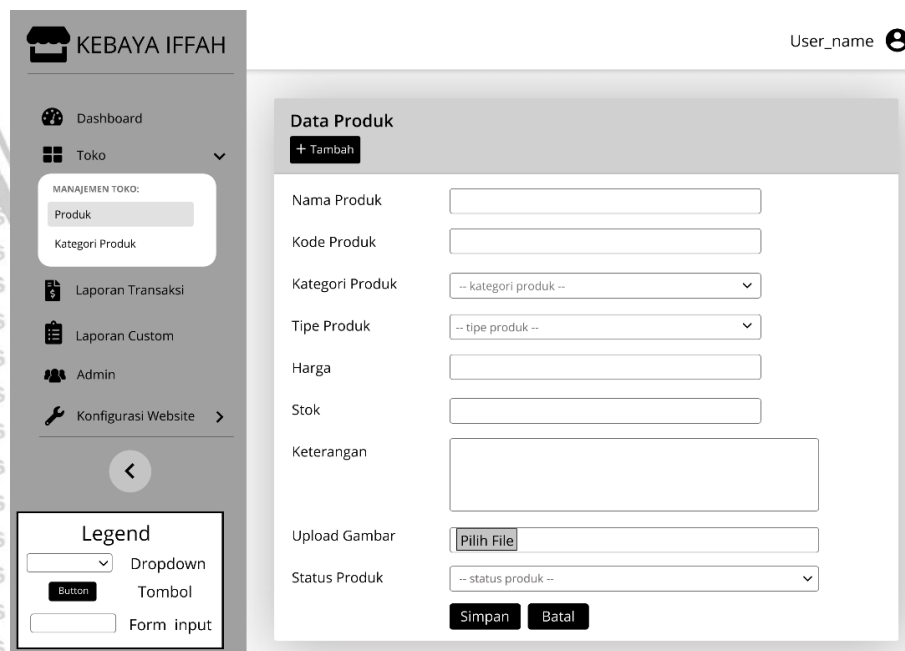 KEBAYA IFFAH
User_name
Dashboard
Toko
MANAJEMEN TOKO:
Produk
Kategori Produk
Laporan Transaksi
Laporan Custom
Admin
Konfigurasi Website
Legend
Dropdown
Button
Tombol
Form input
Data Produk
+ Tambah
Nama Produk
Kode Produk
Kategori Produk
-- kategori produk --
Tipe Produk
-- tipe produk --
Harga
Stok
Keterangan
Upload Gambar
Pilih File
Status Produk
-- status produk --
Simpan
Batal